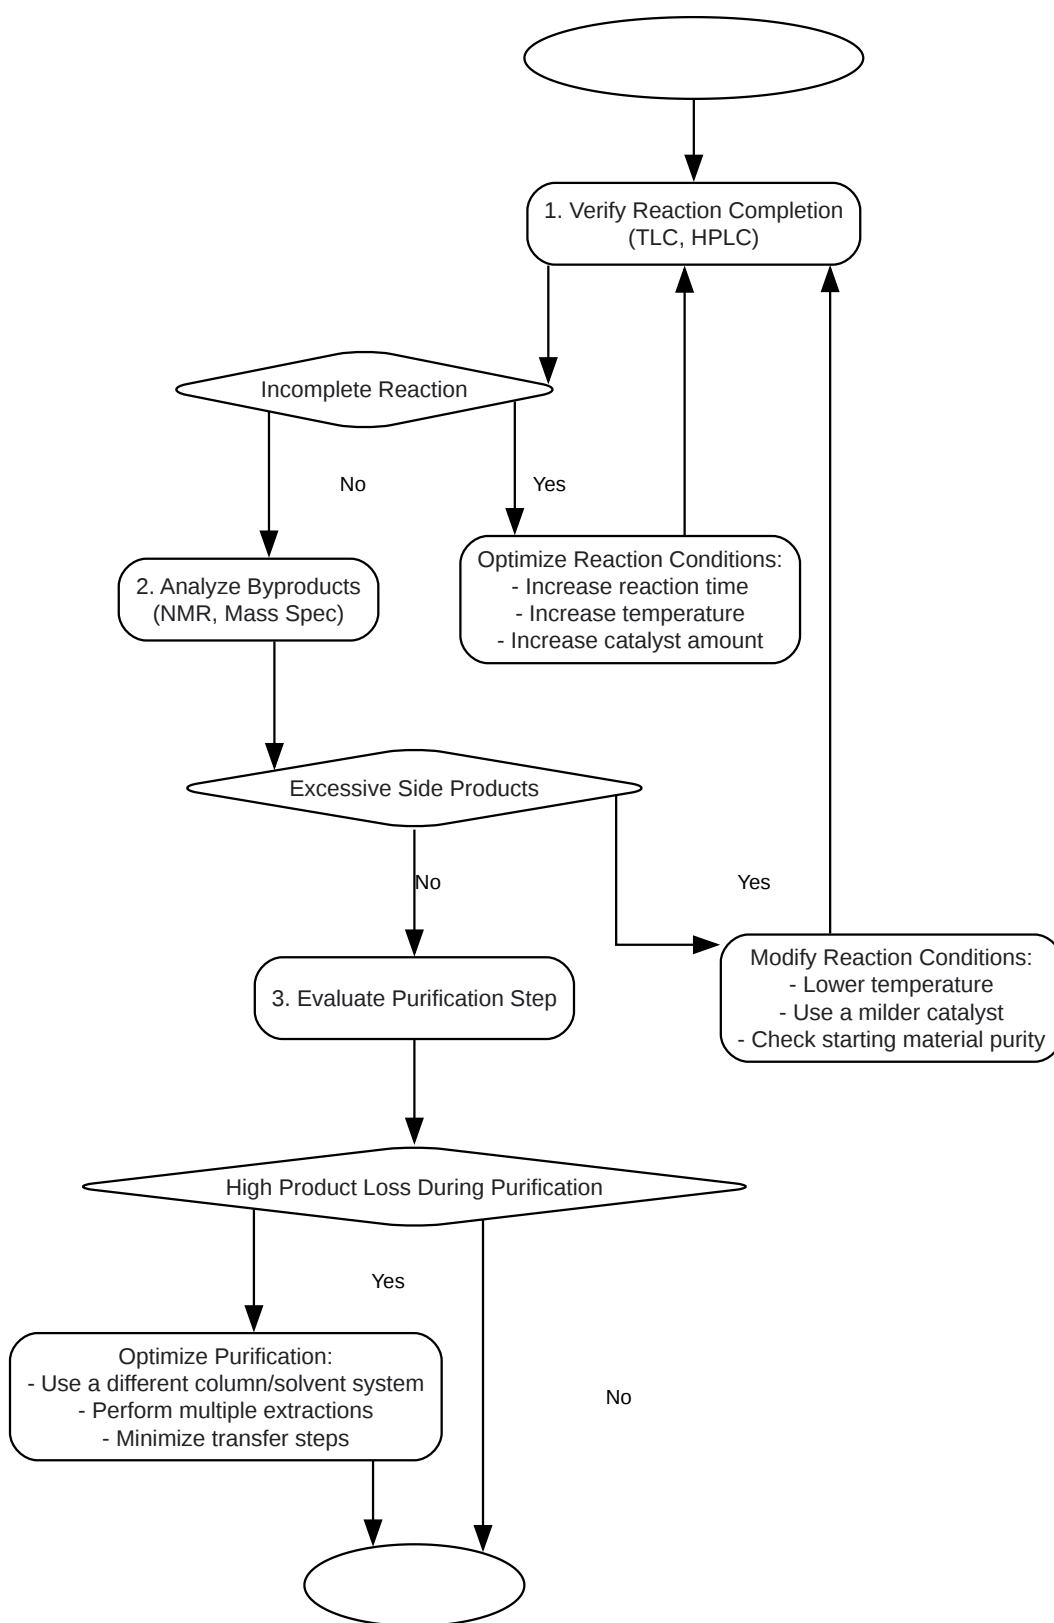 1. Verify Reaction Completion
(TLC, HPLC)
Incomplete Reaction
No
Yes
2. Analyze Byproducts
(NMR, Mass Spec)
Optimize Reaction Conditions:
- Increase reaction time
- Increase temperature
- Increase catalyst amount
Excessive Side Products
No
Yes
3. Evaluate Purification Step
Modify Reaction Conditions:
- Lower temperature
- Use a milder catalyst
- Check starting material purity
High Product Loss During Purification
Yes
Optimize Purification:
- Use a different column/solvent system
- Perform multiple extractions
- Minimize transfer steps
No